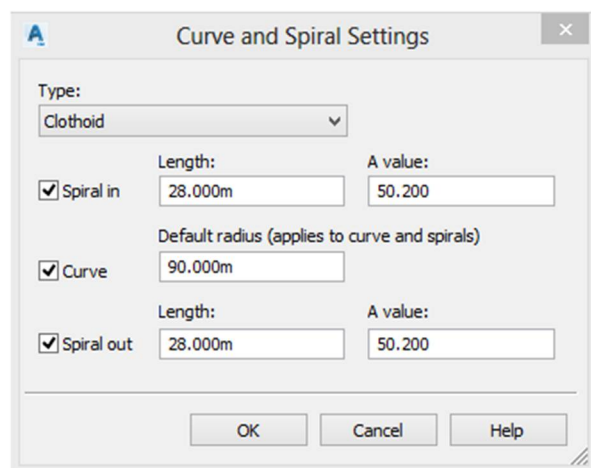 Curve and Spiral Settings
Type:
Clothoid
Length: A value:
Spiral in 28.000m 50.200
Default radius (applies to curve and spirals)
Curve 90.000m
Length: A value:
Spiral out 28.000m 50.200
OK Cancel Help